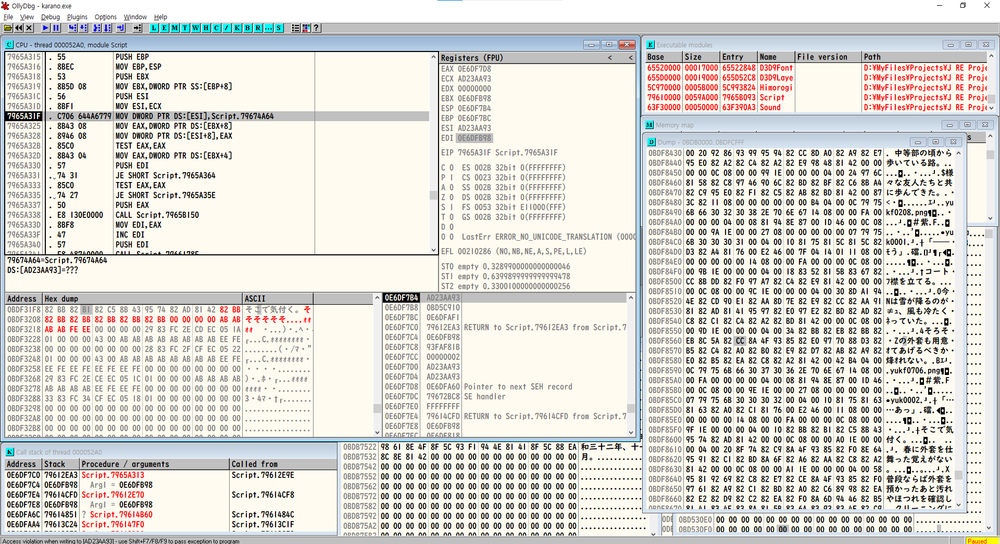 OllyDbg - karano.exe
File View Debug Plugins Options Window Help
L E M T W H C / K B R ... S
CPU - thread 000052A0, module Script
7965A315 . 55 PUSH EBP
7965A316 . 8BEC MOV EBP,ESP
7965A318 . 53 PUSH EBX
7965A319 . 8B5D 08 MOV EBX,DWORD PTR SS:[EBP+8]
7965A31C . 56 PUSH ESI
7965A31D . 8BF1 MOV ESI,ECX
7965A31F . C706 644A6779 MOV DWORD PTR DS:[ESI],Script.79674A64
7965A325 . 8B43 08 MOV EAX,DWORD PTR DS:[EBX+8]
7965A328 . 8946 08 MOV DWORD PTR DS:[ESI+8],EAX
7965A32B . 85C0 TEST EAX,EAX
7965A32D . 8B43 04 MOV EAX,DWORD PTR DS:[EBX+4]
7965A330 . 57 PUSH EDI
7965A331 . 74 31 JE SHORT Script.7965A364
7965A333 . 85C0 TEST EAX,EAX
7965A335 . 74 27 JE SHORT Script.7965A35E
7965A337 . 50 PUSH EAX
7965A338 . E8 130E0000 CALL Script.7965B150
7965A33D . 8BF8 MOV EDI,EAX
7965A33F . 47 INC EDI
7965A340 . 57 PUSH EDI
79674A64=Script.79674A64
DS:[AD23AA93]=???
Registers (FPU) < <
EAX 0E6DF7D8
ECX AD23AA93
EDX 00000000
EBX 0E6DFB98
ESP 0E6DF7B4
EBP 0E6DF7BC
ESI AD23AA93
EDI 0E6DFB98
EIP 7965A31F Script.7965A31F
C 0 ES 002B 32bit 0(FFFFFFFF)
P 1 CS 0023 32bit 0(FFFFFFFF)
A 0 SS 002B 32bit 0(FFFFFFFF)
Z 0 DS 002B 32bit 0(FFFFFFFF)
S 1 FS 0053 32bit E11000(FFF)
T 0 GS 002B 32bit 0(FFFFFFFF)
D 0
O 0 LastErr ERROR_NO_UNICODE_TRANSLATION (000
EFL 00210286 (NO,NB,NE,A,S,PE,L,LE)
ST0 empty 0.3289900000000000046
ST1 empty 0.6399899999999999478
ST2 empty 0.3300100000000000256
Address Hex dump ASCII
0BDF31F8 82 BB 82 B1 82 C5 8B 43 95 74 82 AD 81 42 82 BB そこで気付く。そ
0BDF3208 82 BB 82 BB 82 BB 82 BB 82 BB 00 00 00 00 AB AB そそそそそ....ォォ
0BDF3218 AB AB FE EE 00 00 00 00 29 83 FC 2E CD EC 05 1A
0BDF3228 01 00 00 00 43 00 AB AB AB AB AB AB AB AB EE FE
0BDF3238 00 00 00 00 00 00 00 00 28 83 FC 2F CF EC 05 22
0BDF3248 01 00 00 00 43 00 AB AB AB AB AB AB AB AB EE FE
0BDF3258 EE FE EE FE EE FE EE FE 00 00 00 00 00 00 00 00
0BDF3268 29 83 FC 2E CE EC 05 1C 01 00 00 00 AB AB AB AB
0BDF3278 AB AB AB AB EE FE EE FE 00 00 00 00 00 00 00 00
0BDF3288 33 83 FC 34 CF EC 05 18 01 00 00 00 00 00 00 00
0BDF3298 00 00 00 00 00 00 00 00 00 00 00 00 00 00 00 00 ................
0BDF32A8 00 00 00 00 00 00 00 00 00 00 00 00 00 00 00 00 ................
0BDF32B8 00 00 00 00 00 00 00 00 00 00 00 00 00 00 00 00 ................
0E6DF7B4 AD23AA93
0E6DF7B8 0BD5C910
0E6DF7BC 0E6DFAF1
0E6DF7C0 79612EA3 RETURN to Script.79612EA3 from Script.7
0E6DF7C4 0E6DFB98
0E6DF7C8 93FAF81B
0E6DF7CC 00000002
0E6DF7D0 AD23AA93
0E6DF7D4 AD23AA93
0E6DF7D8 0E6DFA60 Pointer to next SEH record
0E6DF7DC 79672BC8 SE handler
0E6DF7E0 FFFFFFFF
0E6DF7E4 79614CFD RETURN to Script.79614CFD from Script.7
0E6DF7E8 0E6DFB98
Call stack of thread 000052A0
Address Stack Procedure / arguments Called from
0E6DF7C0 79612EA3 Script.7965A313 Script.79612E9E
0E6DF7C4 0E6DFB98 Arg1 = 0E6DFB98
0E6DF7E4 79614CFD Script.79612E70 Script.79614CF8
0E6DF7E8 0E6DFB98 Arg1 = 0E6DFB98
0E6DFA6C 79614851 ? Script.79614B60 Script.7961484C
0E6DFAA4 79613C24 Script.796147F0 Script.79613C1F
0BDB7522 98 61 8E 4F 8F 5C 93 F1 94 4E 81 41 8F 5C 88 EA 和三十二年、十一
0BDB7532 8C 8E 81 42 00 00 00 00 00 00 00 00 00 00 00 00 月。............
0BDB7542 00 00 00 00 00 00 00 00 00 00 00 00 00 00 00 00
0BDB7552 00 00 00 00 00 00 00 00 00 00 00 00 00 00 00 00
0BDB7562 00 00 00 00 00 00 00 00 00 00 00 00 00 00 00 00
0BDB7572 00 00 00 00 00 00 00 00 00 00 00 00 00 00 00 00
0BDB7582 00 00 00 00 00 00 00 00 00 00 00 00 00 00 00 00
0BDB7592 00 00 00 00 00 00 00 00 00 00 00 00 00 00 00 00
0BDB75A2 00 00 00 00 00 00 00 00 00 00 00 00 00 00 00 00
Executable modules
Base Size Entry Name File version Path
65520000 00017000 65522848 D3D9Font D:¥MyFiles¥Projects¥J RE Proje
655D0000 00019000 655D52C8 D3D9Laye D:¥MyFiles¥Projects¥J RE Proje
5C970000 0005B000 5C993824 Himorogi D:¥MyFiles¥Projects¥J RE Proje
79610000 0059A000 7965B093 Script D:¥MyFiles¥Projects¥J RE Proje
63F30000 00050000 63F390A3 Sound D:¥MyFiles¥Projects¥J RE Proje
Memory map
Dump - 0BDB0000..0BDFCFFF
0BDF8430 00 20 92 86 93 99 95 94 82 CC 8D A0 82 A9 82 E7 . 中等部の頃から
0BDF8440 95 E0 82 A2 82 C4 82 A2 82 E9 98 48 81 42 00 00 歩いている路。..
0BDF8450 00 00 0C 08 00 00 99 1E 00 00 00 04 00 24 97 6C
0BDF8460 81 58 82 C8 97 46 90 6C 82 BD 82 BF 82 C6 8B A4 々な友人たちと共
0BDF8470 82 C9 95 E0 82 F1 82 C5 82 AB 82 BD 81 42 00 87 に歩んできた。.
0BDF8480 3C 82 11 08 00 00 00 00 00 00 B4 04 00 0C 79 75
0BDF8490 6B 66 30 32 30 38 2E 70 6E 67 14 08 00 00 FA 00 kf0208.png
0BDF84A0 00 00 00 04 00 08 81 94 8E 87 00 1D 46 00 0C 08 #紫.F..
0BDF84B0 00 00 9A 1E 00 00 27 08 00 00 00 00 00 07 79 75
0BDF84C0 6B 30 30 30 31 00 04 00 10 81 75 81 5C 81 5C 82 k0001. 「――
0BDF84D0 D3 82 A4 81 76 00 E2 46 00 7F 04 14 01 11 08 00
0BDF84E0 00 00 00 00 00 14 08 00 00 FA 00 00 00 0C 08 00
0BDF84F0 00 9B 1E 00 00 00 04 00 18 83 52 81 5B 83 67 82 ↑コート
0BDF8500 CC 8B DD 82 F0 97 A7 82 C4 82 E9 81 42 00 00 00 襟を立てる。...
0BDF8510 00 0C 08 00 00 00 9C 1E 00 00 00 04 00 30 8D A1 94 0今
0BDF8520 4E 82 CD 90 E1 82 AA 8D 7E 82 E9 82 CC 82 AA 91 Nは雪が降るのが
0BDF8530 81 82 AD 81 41 95 97 82 E0 97 E2 82 BD 82 AD 82 、風も冷たく
0BDF8540 C8 82 C1 82 C4 82 A2 82 BD 81 42 00 00 00 0C 08 っていた。...
0BDF8550 00 9D 1E 00 00 00 04 00 34 82 BB 82 EB 82 BB 82 4そろそ
0BDF8560 EB 8C 5A 82 CC 8A 4F 93 85 82 E0 97 70 88 D3 82 Zの外套も用意
0BDF8570 B5 82 C4 82 A0 82 B0 82 E9 82 D7 82 AB 82 A9 82 てあげるべきか
0BDF8580 E0 82 B5 82 EA 82 C8 82 A2 81 42 00 42 B4 04 00 れない。.B
0BDF8590 0C 79 75 6B 66 30 37 30 36 2E 70 6E 67 14 08 00 .yukf0706.png
0BDF85A0 00 FA 00 00 00 00 04 00 08 81 94 8E 87 00 1D 46 #紫.F
0BDF85B0 00 0C 08 00 00 00 9E 1E 00 00 27 08 00 00 00 00
0BDF85C0 07 79 75 6B 30 30 30 32 00 04 00 10 81 75 81 63 yuk0002. 「…
0BDF85D0 81 63 82 A0 82 C1 81 76 00 E2 46 00 11 08 00 00 …あっ」
0BDF85E0 00 00 00 00 14 08 00 00 FA 00 00 00 00 0C 08 00
0BDF85F0 9F 1E 00 00 00 04 00 10 82 BB 82 B1 82 C5 8B 43 そこで気
0BDF8600 95 74 82 AD 81 42 00 00 0C 08 00 00 A0 1E 00 00 付く。
0BDF8610 00 04 00 20 8F 74 82 C9 8A 4F 93 85 82 F0 8E 64 春に外套を仕
0BDF8620 95 91 82 C1 82 BD 8A 6F 82 A6 82 AA 82 C8 82 A2 舞った覚えがない
0BDF8630 81 42 00 00 0C 08 00 00 A1 1E 00 00 00 04 00 58 。 X
0BDF8640 95 81 92 69 82 C8 82 E7 82 CE 8A 4F 93 85 82 F0 普段ならば外套を
0BDF8650 97 61 82 A9 82 C1 82 BD 82 A0 82 C6 89 98 82 EA 預かったあと汚れ
0BDF8660 82 E2 82 D9 82 C2 82 EA 82 F0 8A 6D 94 46 82 B5 やほつれを確認し
0BD530E0 00 00 00 00 00 00 00 00 00 00 00 00 00 00 00 00
0BD530F0 00 00 00 00 00 00 00 00 00 00 00 00 00 00 00 00
Access violation when writing to [AD23AA93] - use Shift+F7/F8/F9 to pass exception to program
Paused